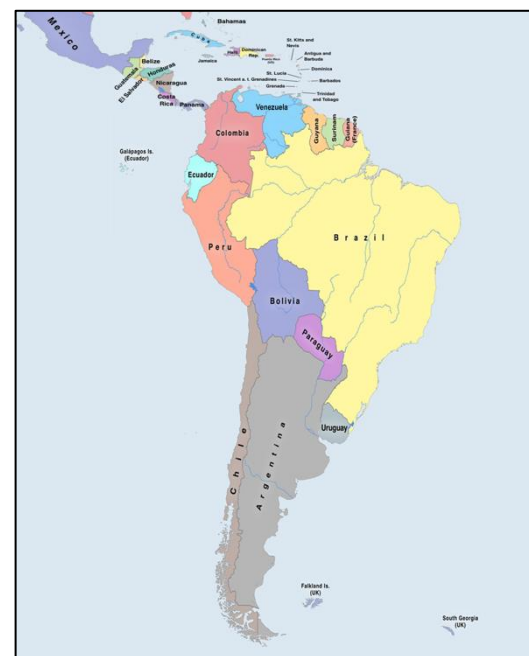 Bahamas
Mexico
Cuba
St. Kitts and
Nevis
Antigua and
Barbuda
Belize
Jamaica
Haiti
Dominican
Rep.
Puerto Rico
Dominica
Guatemala
Honduras
St. Lucia
El Salvador
Nicaragua
St. Vincent a. t. Grenadines
Barbados
Grenada
Costa
Rica
Panama
Trinidad
and Tobago
Venezuela
Guyana
Surinam
Guiana
(France)
Colombia
Galápagos Is.
(Ecuador)
Ecuador
Peru
Brazil
Bolivia
Paraguay
Uruguay
Chile
Argentina
Falkland Is.
(UK)
South Georgia
(UK)